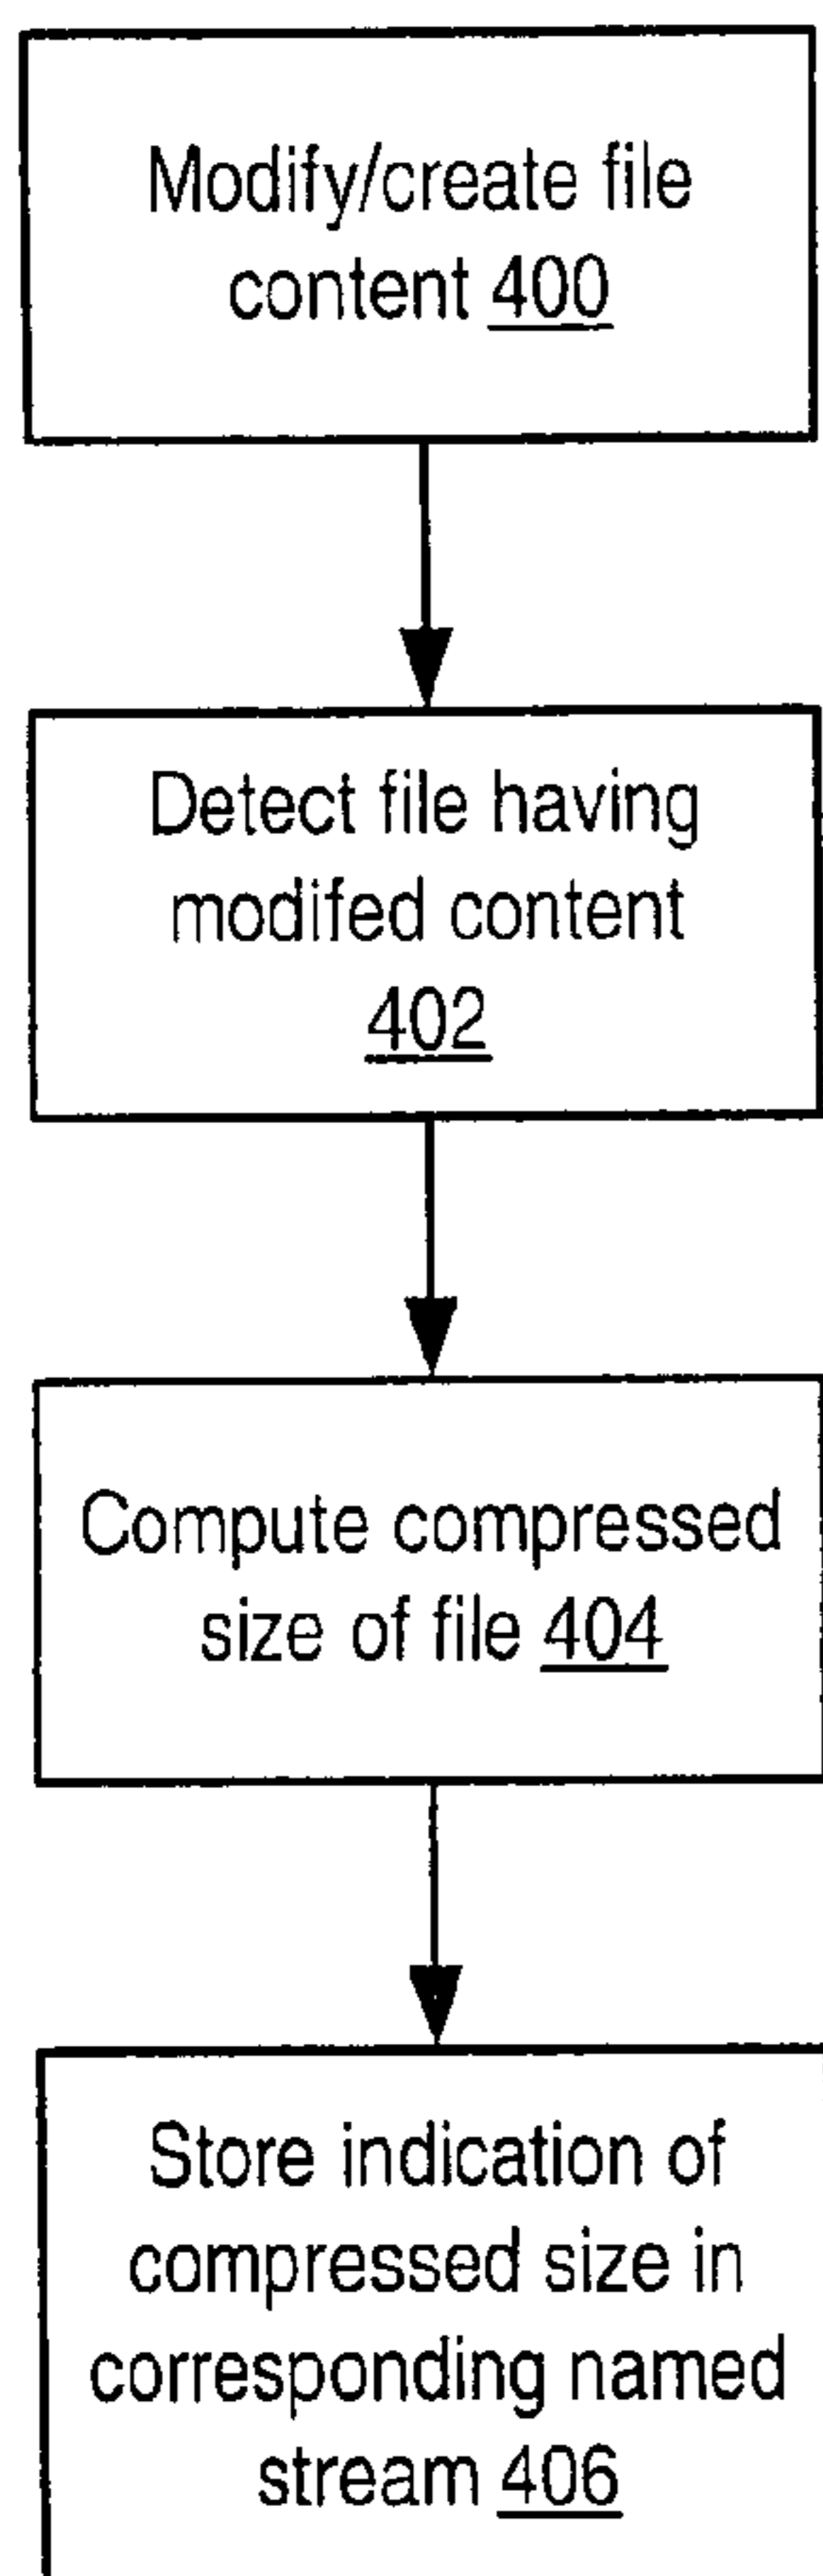 Modify/create file
content 400
Detect file having
modifed content
402
Compute compressed
size of file 404
Store indication of
compressed size in
corresponding named
stream 406